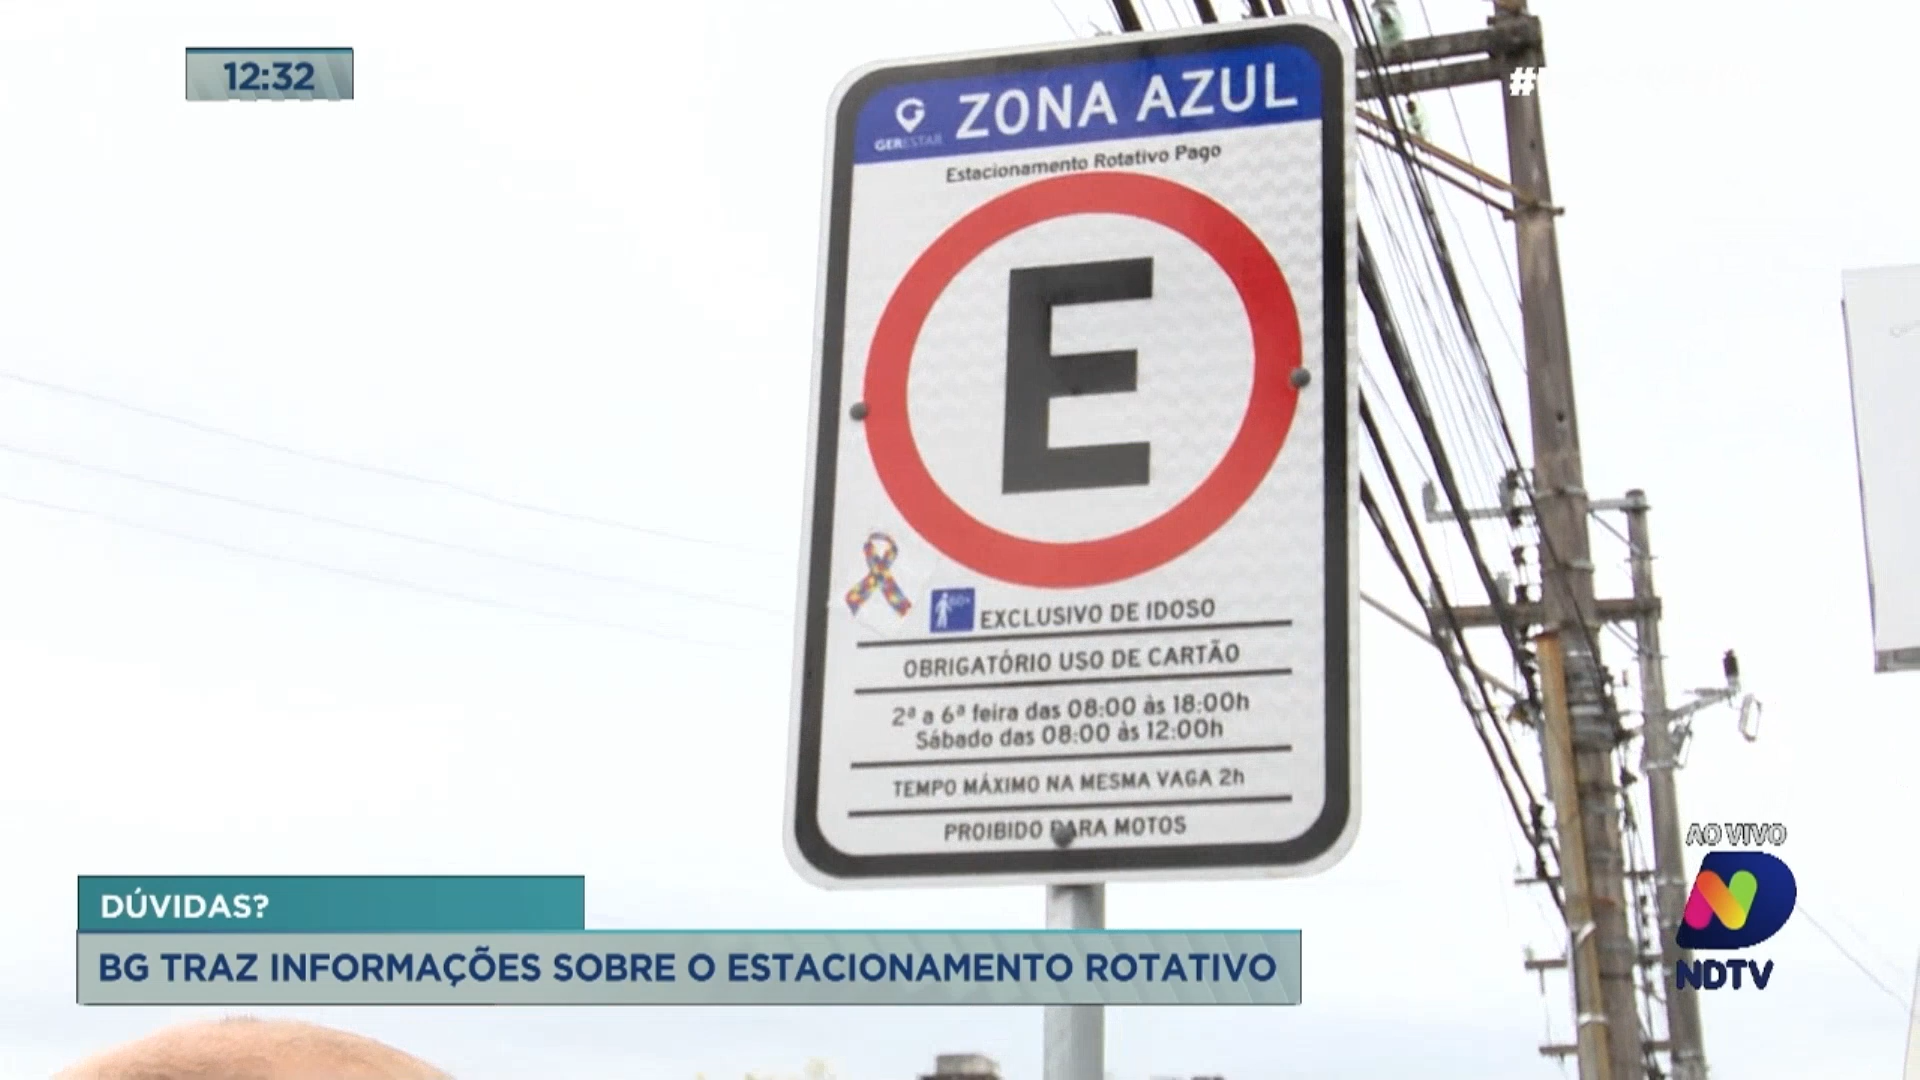 12:32
#
GERESTAR
ZONA AZUL
Estacionamento Rotativo Pago
E
60+
EXCLUSIVO DE IDOSO
OBRIGATÓRIO USO DE CARTÃO
2ª a 6ª feira das 08:00 às 18:00h
Sábado das 08:00 às 12:00h
TEMPO MÁXIMO NA MESMA VAGA 2h
PROIBIDO PARA MOTOS
AO VIVO
NDTV
DÚVIDAS?
BG TRAZ INFORMAÇÕES SOBRE O ESTACIONAMENTO ROTATIVO